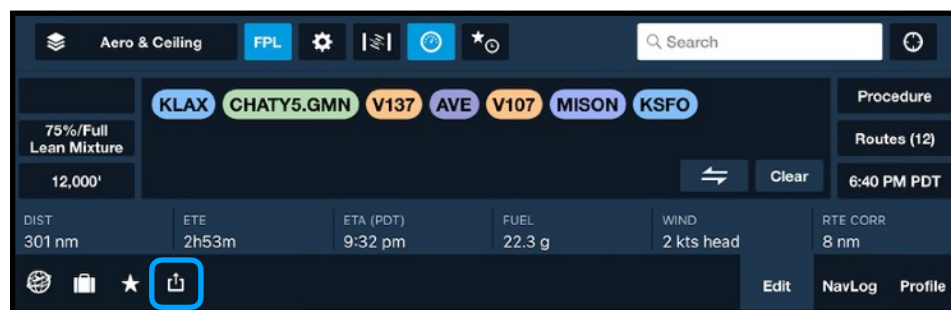 Aero & Ceiling FPL Search
KLAX CHATY5.GMN V137 AVE V107 MISON KSFO Procedure
75%/Full
Lean Mixture
Routes (12)
12,000' Clear 6:40 PM PDT
DIST ETE ETA (PDT) FUEL WIND RTE CORR
301 nm 2h53m 9:32 pm 22.3 g 2 kts head 8 nm
Edit NavLog Profile